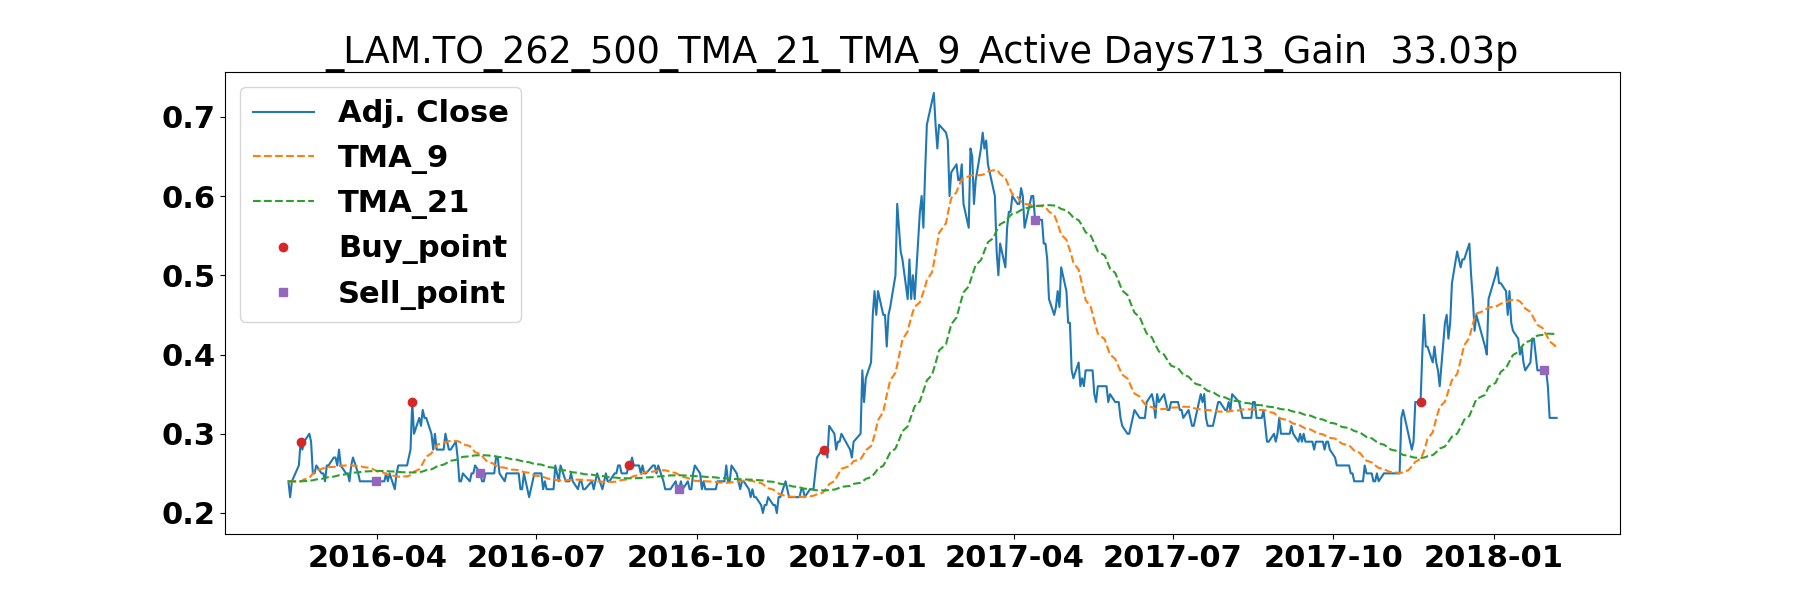 _LAM.TO_262_500_TMA_21_TMA_9_Active Days713_Gain  33.03p
Adj. Close
TMA_9
TMA_21
Buy_point
Sell_point
0.7
0.6
0.5
0.4
0.3
0.2
2016-04 2016-07 2016-10 2017-01 2017-04 2017-07 2017-10 2018-01